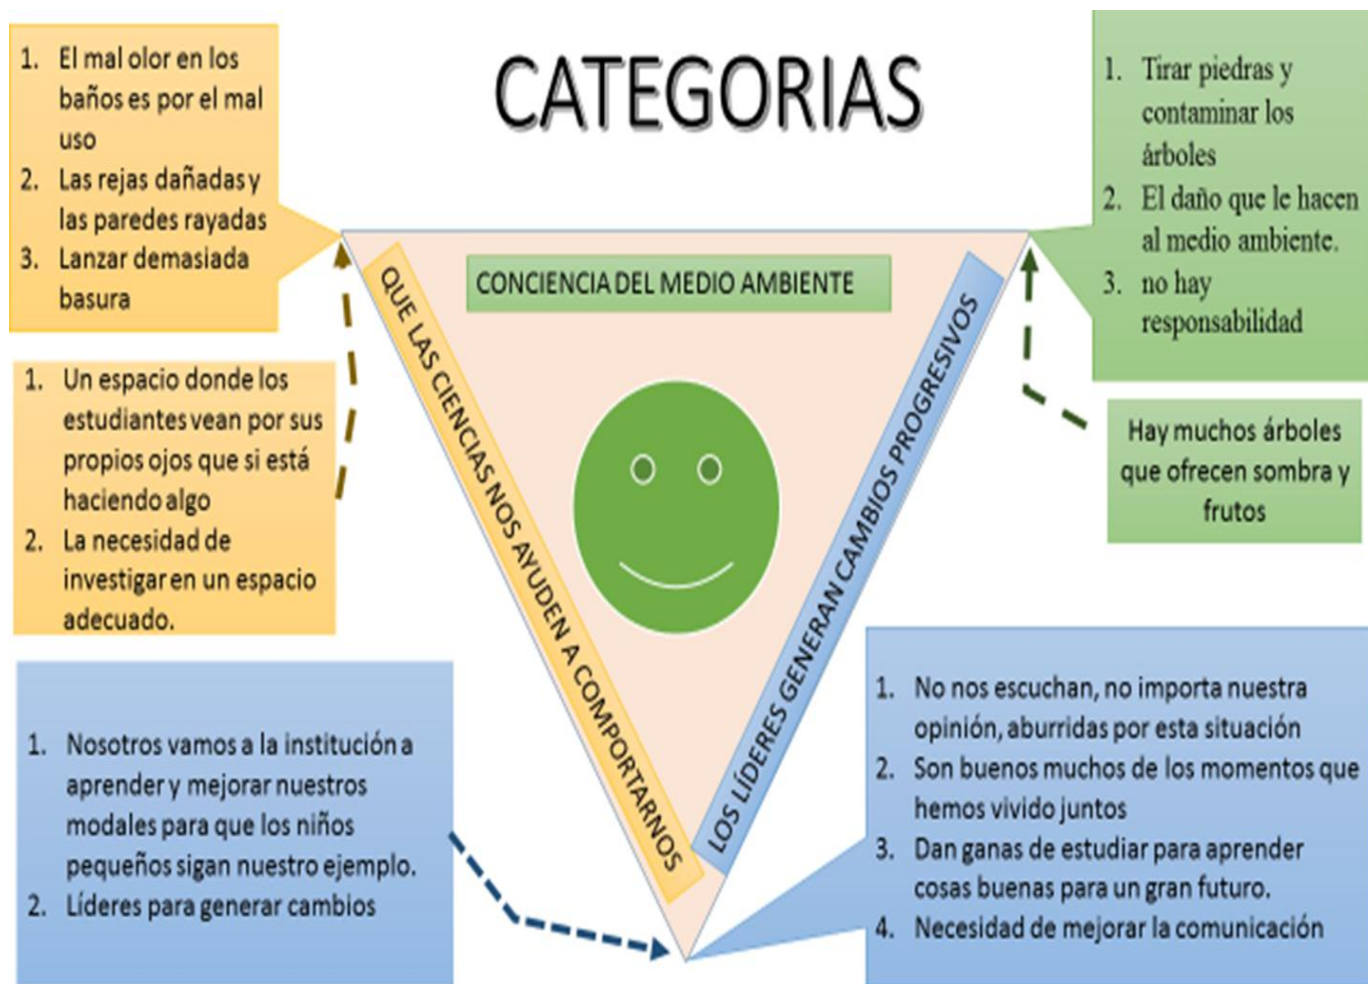 CATEGORIAS
1. El mal olor en los
baños es por el mal
uso
2. Las rejas dañadas y
las paredes rayadas
3. Lanzar demasiada
basura
1. Un espacio donde los
estudiantes vean por sus
propios ojos que si está
haciendo algo
2. La necesidad de
investigar en un espacio
adecuado.
1. Nosotros vamos a la institución a
aprender y mejorar nuestros
modales para que los niños
pequeños sigan nuestro ejemplo.
2. Líderes para generar cambios
CONCIENCIA DEL MEDIO AMBIENTE
QUE LAS CIENCIAS NOS AYUDEN A COMPORTARNOS
LOS LÍDERES GENERAN CAMBIOS PROGRESIVOS
1. Tirar piedras y
contaminar los
árboles
2. El daño que le hacen
al medio ambiente.
3. no hay
responsabilidad
Hay muchos árboles
que ofrecen sombra y
frutos
1. No nos escuchan, no importa nuestra
opinión, aburridas por esta situación
2. Son buenos muchos de los momentos que
hemos vivido juntos
3. Dan ganas de estudiar para aprender
cosas buenas para un gran futuro.
4. Necesidad de mejorar la comunicación